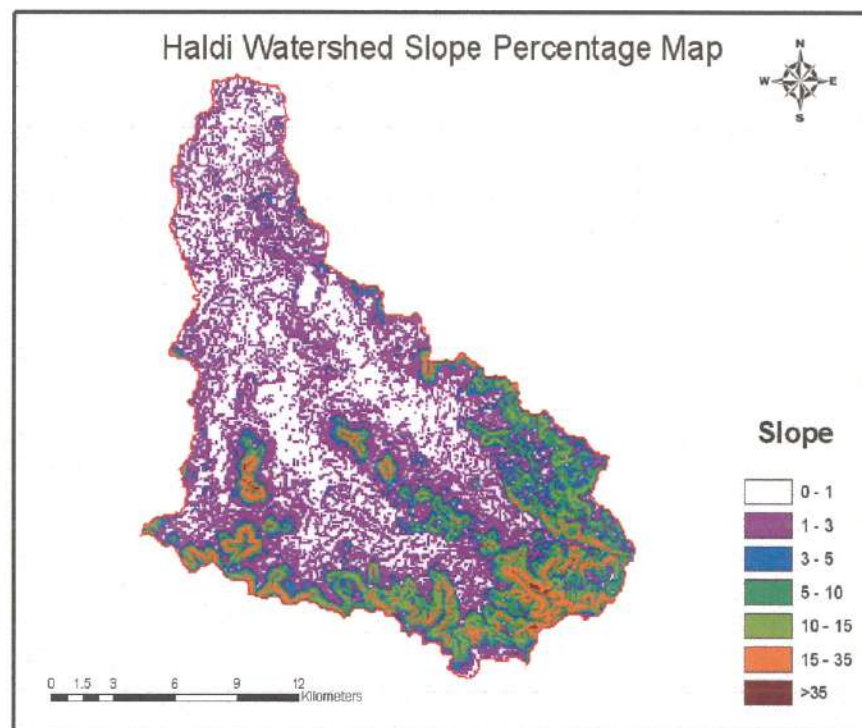 Haldi Watershed Slope Percentage Map
N
W E
S
Slope
0 - 1
1 - 3
3 - 5
5 - 10
10 - 15
15 - 35
>35
0 1.5 3 6 9 12
Kilometers